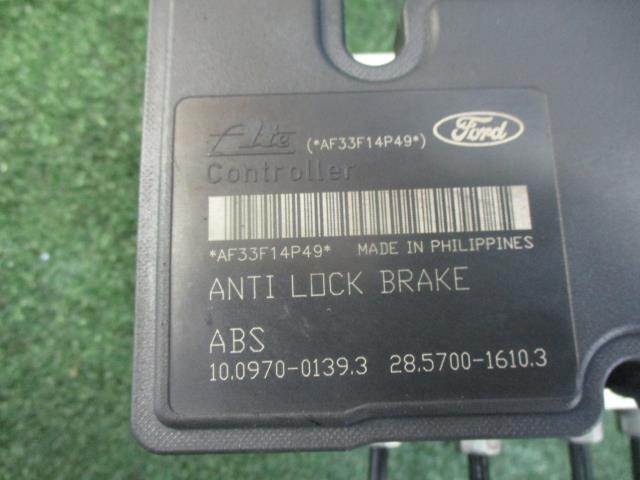 Ate (*AF33F14P49*) Ford
Controller
*AF33F14P49* MADE IN PHILIPPINES
ANTI LOCK BRAKE
ABS
10.0970-0139.3 28.5700-1610.3